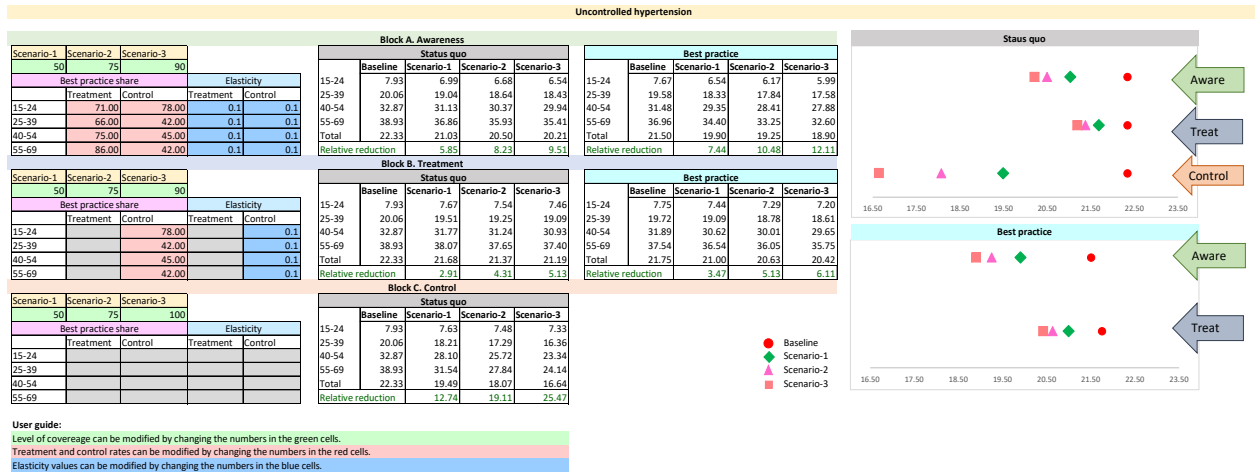 Uncontrolled hypertension
Block A. Awareness
Scenario-1 Scenario-2 Scenario-3
50 75 90
Best practice share Elasticity
Treatment Control Treatment Control
15-24 71.00 78.00 0.1 0.1
25-39 66.00 42.00 0.1 0.1
40-54 75.00 45.00 0.1 0.1
55-69 86.00 42.00 0.1 0.1
Status quo
Baseline Scenario-1 Scenario-2 Scenario-3
15-24 7.93 6.99 6.68 6.54
25-39 20.06 19.04 18.64 18.43
40-54 32.87 31.13 30.37 29.94
55-69 38.93 36.86 35.93 35.41
Total 22.33 21.03 20.50 20.21
Relative reduction 5.85 8.23 9.51
Best practice
Baseline Scenario-1 Scenario-2 Scenario-3
15-24 7.67 6.54 6.17 5.99
25-39 19.58 18.33 17.84 17.58
40-54 31.48 29.35 28.41 27.88
55-69 36.96 34.40 33.25 32.60
Total 21.50 19.90 19.25 18.90
Relative reduction 7.44 10.48 12.11
Block B. Treatment
Scenario-1 Scenario-2 Scenario-3
50 75 90
Best practice share Elasticity
Treatment Control Treatment Control
15-24 78.00 0.1
25-39 42.00 0.1
40-54 45.00 0.1
55-69 42.00 0.1
Status quo
Baseline Scenario-1 Scenario-2 Scenario-3
15-24 7.93 7.67 7.54 7.46
25-39 20.06 19.51 19.25 19.09
40-54 32.87 31.77 31.24 30.93
55-69 38.93 38.07 37.65 37.40
Total 22.33 21.68 21.37 21.19
Relative reduction 2.91 4.31 5.13
Best practice
Baseline Scenario-1 Scenario-2 Scenario-3
15-24 7.75 7.44 7.29 7.20
25-39 19.72 19.09 18.78 18.61
40-54 31.89 30.62 30.01 29.65
55-69 37.54 36.54 36.05 35.75
Total 21.75 21.00 20.63 20.42
Relative reduction 3.47 5.13 6.11
Block C. Control
Scenario-1 Scenario-2 Scenario-3
50 75 100
Best practice share Elasticity
Treatment Control Treatment Control
15-24
25-39
40-54
55-69
Status quo
Baseline Scenario-1 Scenario-2 Scenario-3
15-24 7.93 7.63 7.48 7.33
25-39 20.06 18.21 17.29 16.36
40-54 32.87 28.10 25.72 23.34
55-69 38.93 31.54 27.84 24.14
Total 22.33 19.49 18.07 16.64
Relative reduction 12.74 19.11 25.47
Baseline
Scenario-1
Scenario-2
Scenario-3
Staus quo
Aware
Treat
Control
16.50 17.50 18.50 19.50 20.50 21.50 22.50 23.50
Best practice
Aware
Treat
16.50 17.50 18.50 19.50 20.50 21.50 22.50 23.50
User guide:
Level of covereage can be modified by changing the numbers in the green cells.
Treatment and control rates can be modified by changing the numbers in the red cells.
Elasticity values can be modified by changing the numbers in the blue cells.